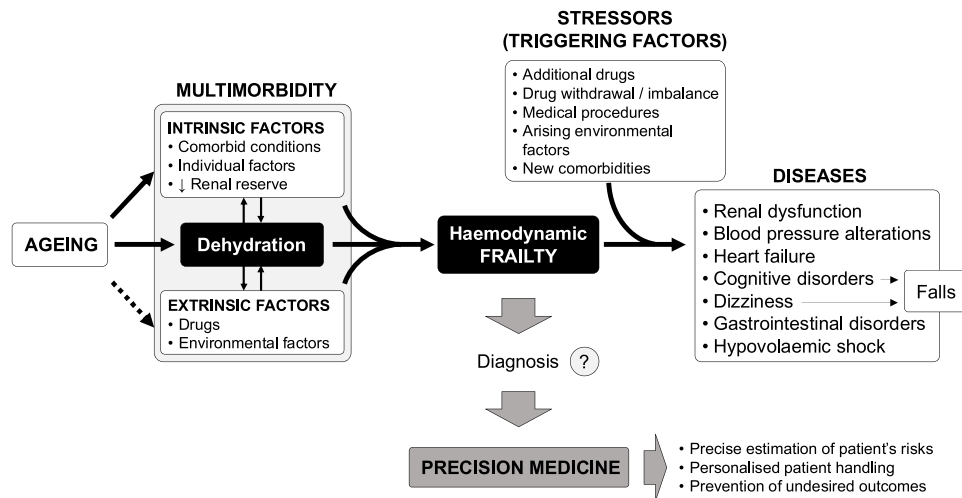 STRESSORS
(TRIGGERING FACTORS)
• Additional drugs
• Drug withdrawal / imbalance
• Medical procedures
• Arising environmental
factors
• New comorbidities
MULTIMORBIDITY
INTRINSIC FACTORS
• Comorbid conditions
• Individual factors
• ↓ Renal reserve
AGEING
Dehydration
EXTRINSIC FACTORS
• Drugs
• Environmental factors
Haemodynamic
FRAILTY
DISEASES
• Renal dysfunction
• Blood pressure alterations
• Heart failure
• Cognitive disorders
• Dizziness
• Gastrointestinal disorders
• Hypovolaemic shock
Falls
Diagnosis ?
PRECISION MEDICINE
• Precise estimation of patient's risks
• Personalised patient handling
• Prevention of undesired outcomes